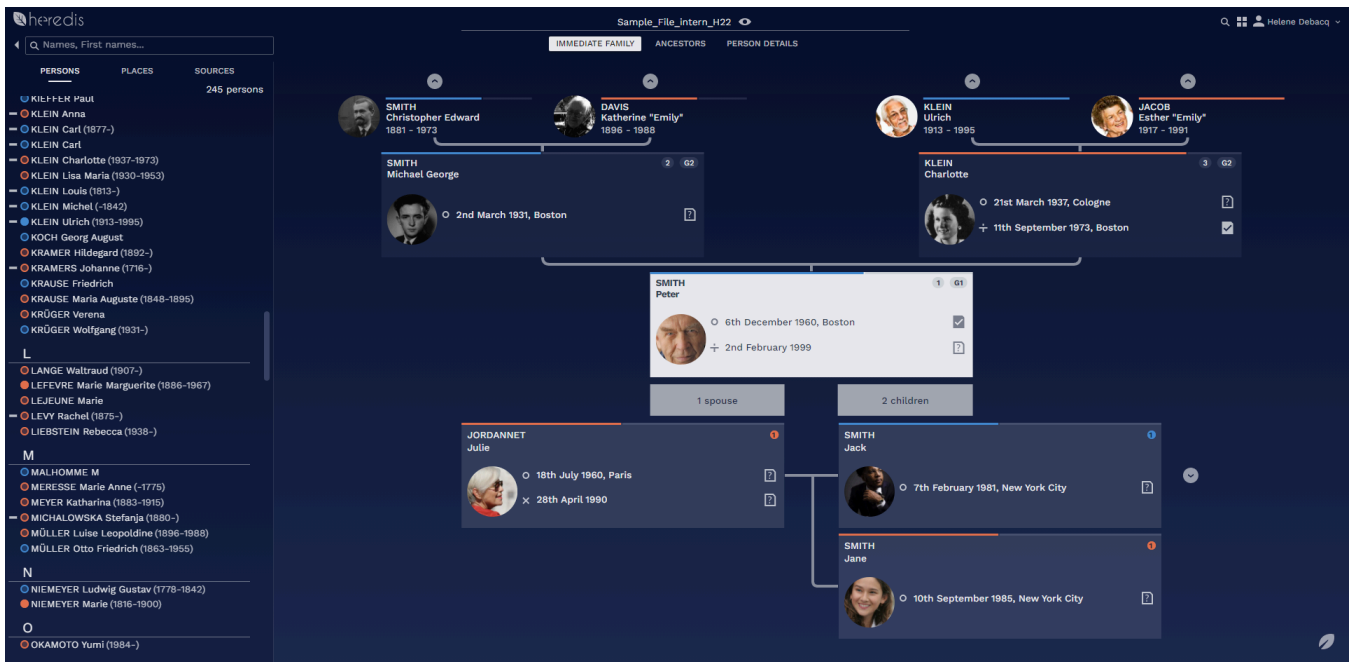 heredis
Sample_File_intern_H22
Helene Debacq
Names, First names...
IMMEDIATE FAMILY
ANCESTORS
PERSON DETAILS
PERSONS
PLACES
SOURCES
245 persons
KIEFFER Paul
KLEIN Anna
KLEIN Carl (1877-)
KLEIN Carl
KLEIN Charlotte (1937-1973)
KLEIN Lisa Maria (1930-1953)
KLEIN Louis (1813-)
KLEIN Michel (-1842)
KLEIN Ulrich (1913-1995)
KOCH Georg August
KRAMER Hildegard (1892-)
KRAMERS Johanne (1716-)
KRAUSE Friedrich
KRAUSE Maria Auguste (1848-1895)
KRÜGER Verena
KRÜGER Wolfgang (1931-)
L
LANGE Waltraud (1907-)
LEFEVRE Marie Marguerite (1886-1967)
LEJEUNE Marie
LEVY Rachel (1875-)
LIEBSTEIN Rebecca (1938-)
M
MALHOMME M
MERESSE Marie Anne (-1775)
MEYER Katharina (1883-1915)
MICHALOWSKA Stefanja (1880-)
MÜLLER Luise Leopoldine (1896-1988)
MÜLLER Otto Friedrich (1863-1955)
N
NIEMEYER Ludwig Gustav (1778-1842)
NIEMEYER Marie (1816-1900)
O
OKAMOTO Yumi (1984-)
SMITH
Christopher Edward
1881 - 1973
DAVIS
Katherine "Emily"
1896 - 1988
KLEIN
Ulrich
1913 - 1995
JACOB
Esther "Emily"
1917 - 1991
SMITH
Michael George
2 G2
2nd March 1931, Boston
?
KLEIN
Charlotte
3 G2
21st March 1937, Cologne
?
11th September 1973, Boston
SMITH
Peter
1 G1
6th December 1960, Boston
2nd February 1999
?
1 spouse
2 children
JORDANNET
Julie
1
18th July 1960, Paris
?
28th April 1990
?
SMITH
Jack
1
7th February 1981, New York City
?
SMITH
Jane
1
10th September 1985, New York City
?